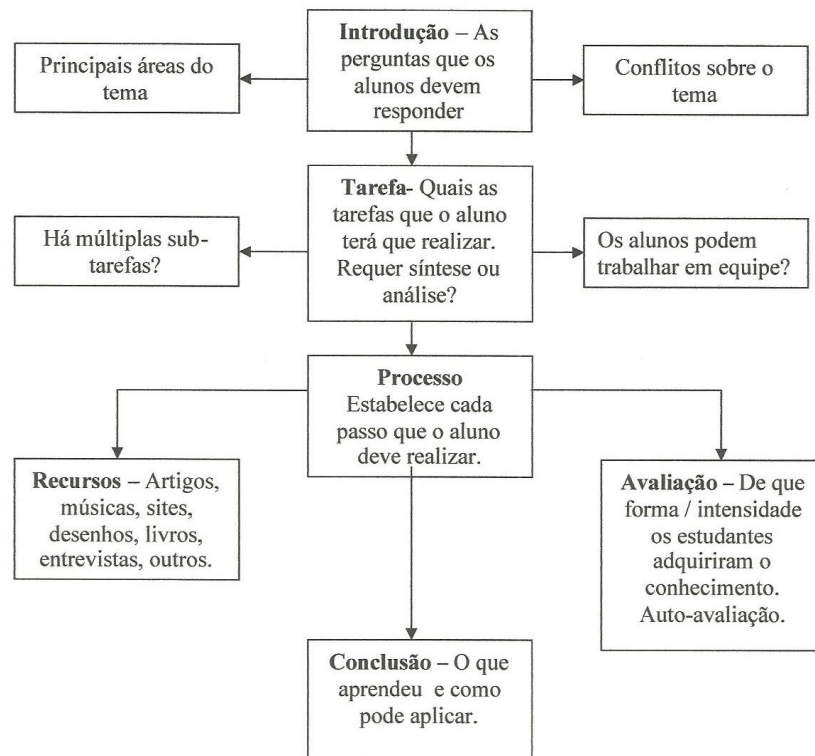 Introdução – As
perguntas que os
alunos devem
responder
Principais áreas do
tema
Conflitos sobre o
tema
Tarefa- Quais as
tarefas que o aluno
terá que realizar.
Requer síntese ou
análise?
Há múltiplas sub-
tarefas?
Os alunos podem
trabalhar em equipe?
Processo
Estabelece cada
passo que o aluno
deve realizar.
Recursos – Artigos,
músicas, sites,
desenhos, livros,
entrevistas, outros.
Avaliação – De que
forma / intensidade
os estudantes
adquiriram o
conhecimento.
Auto-avaliação.
Conclusão – O que
aprendeu e como
pode aplicar.